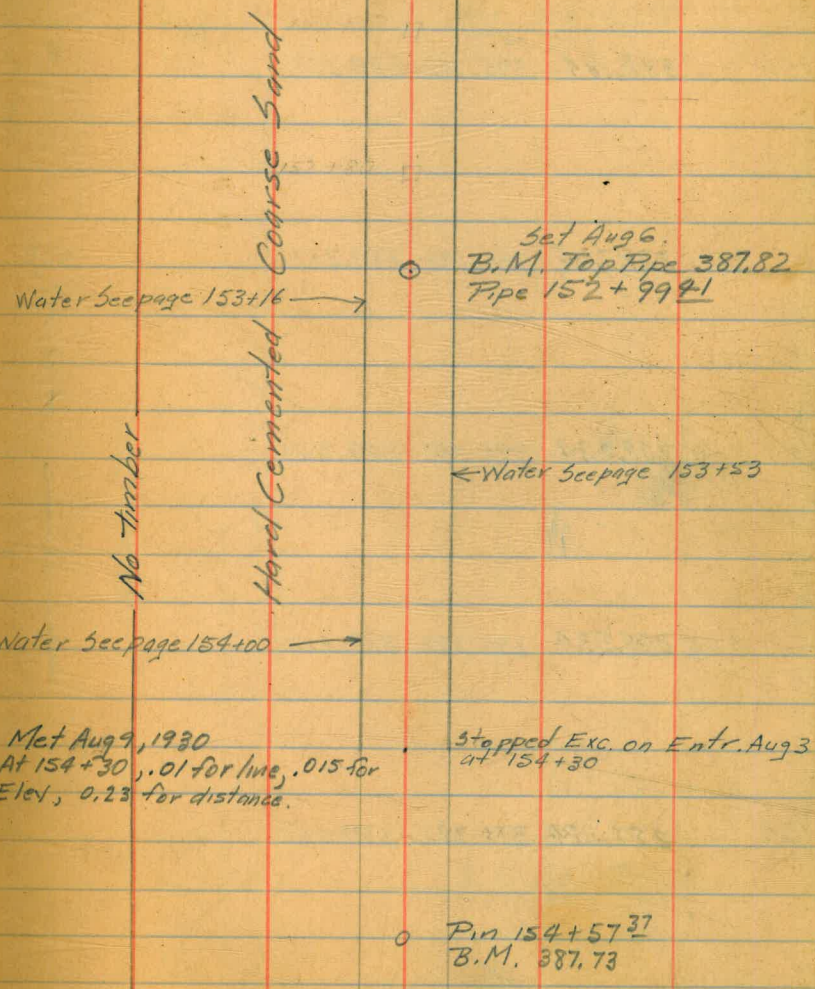 Set Aug 6.
B.M. Top Pipe 387.82
Pipe 152 + 99 41
Water Seepage 153+16
Hard Cemented Coarse Sand
No timber
Water Seepage 153+53
Water Seepage 154+00
Met Aug 9, 1930
At 154+30, .01 for line, .015 for
Elev, 0.23 for distance.
Stopped Exc. on Entr. Aug 3
at 154+30
Pin 154+57 37
B.M. 387.73